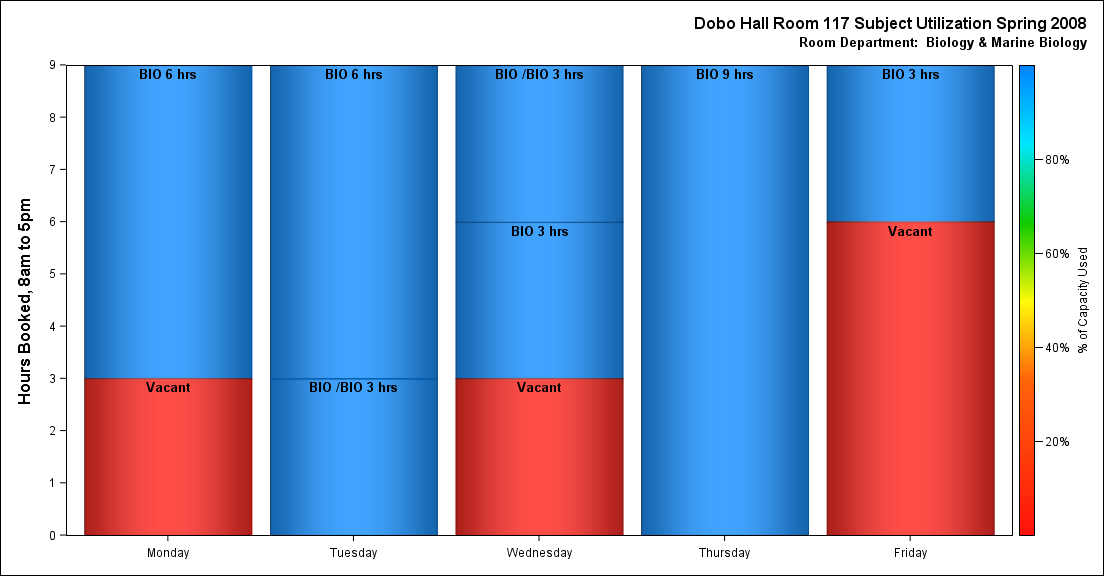 Dobo Hall Room 117 Subject Utilization Spring 2008
Room Department:  Biology & Marine Biology
Hours Booked, 8am to 5pm
9
8
7
6
5
4
3
2
1
0
BIO 6 hrs
Vacant
BIO 6 hrs
BIO /BIO 3 hrs
BIO /BIO 3 hrs
BIO 3 hrs
Vacant
BIO 9 hrs
BIO 3 hrs
Vacant
Monday
Tuesday
Wednesday
Thursday
Friday
80%
60%
40%
20%
% of Capacity Used